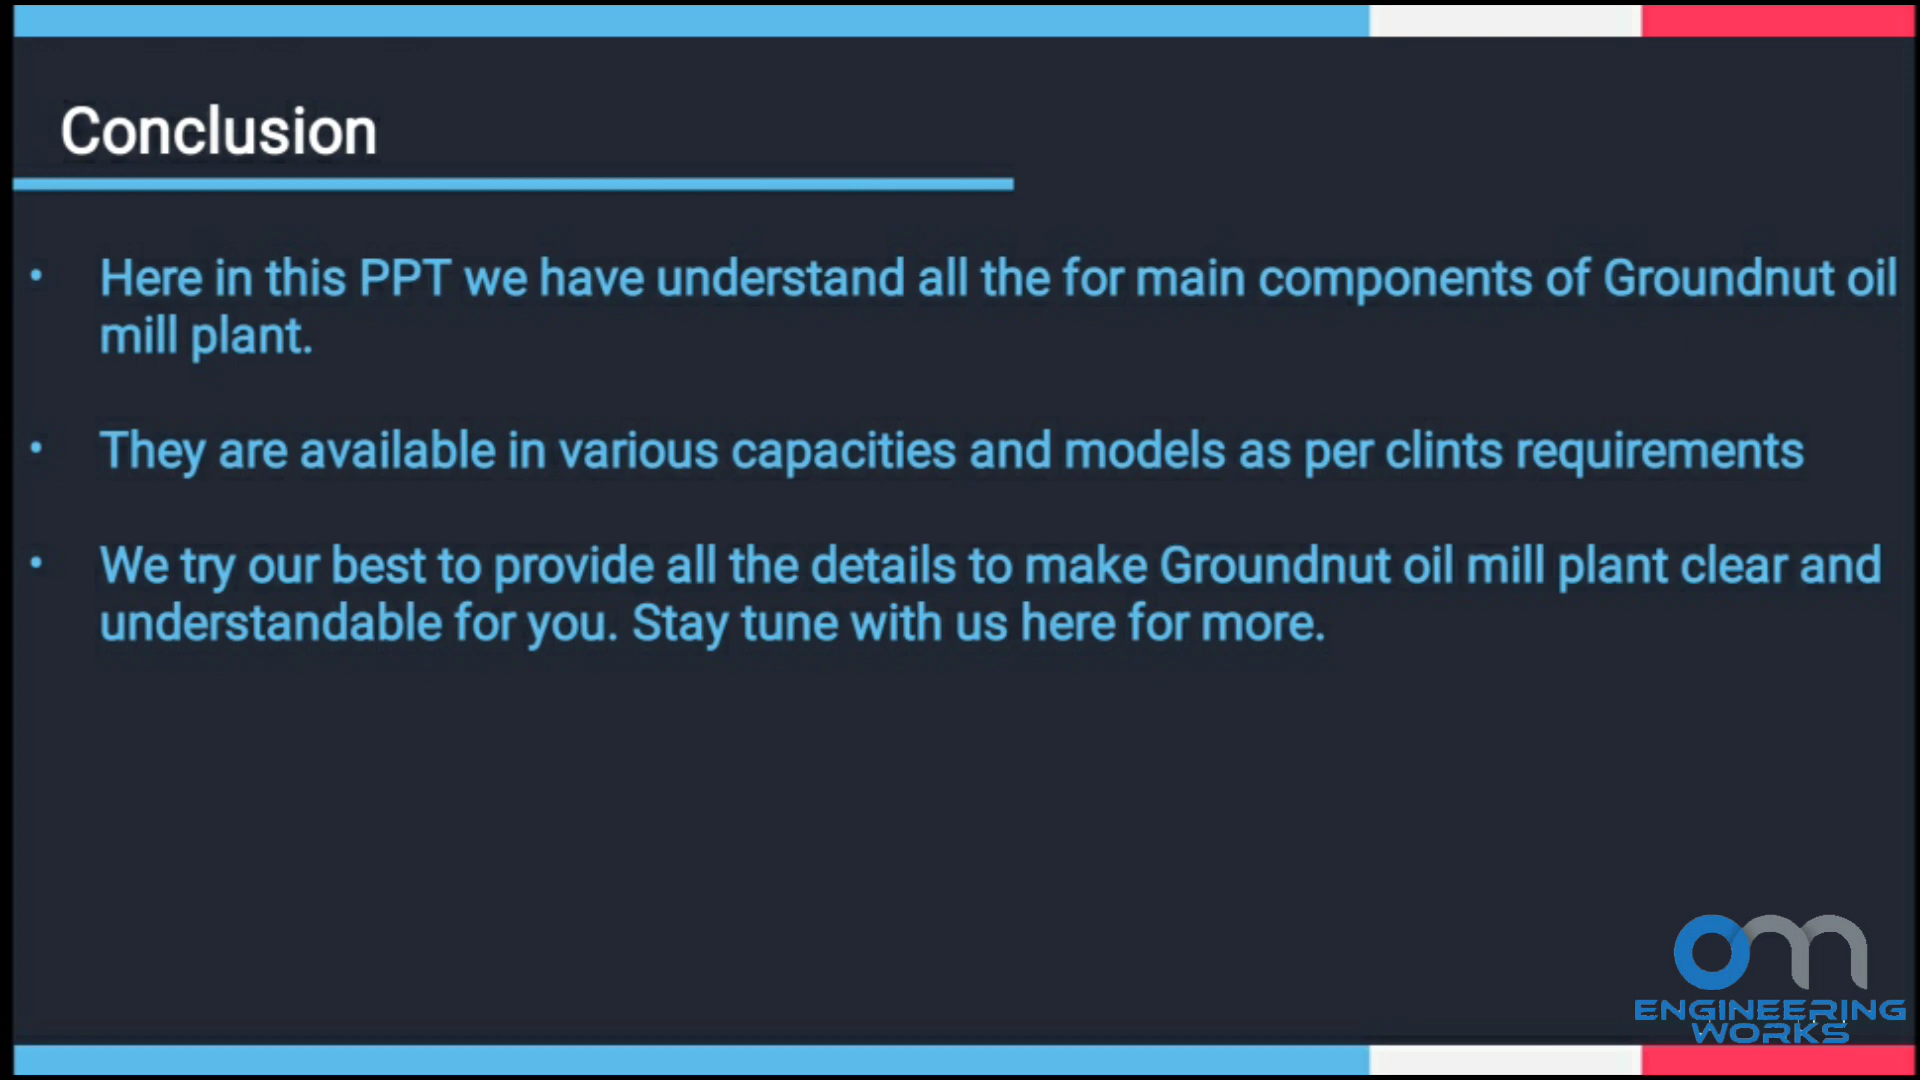 Conclusion
• Here in this PPT we have understand all the for main components of Groundnut oil
mill plant.
• They are available in various capacities and models as per clints requirements
• We try our best to provide all the details to make Groundnut oil mill plant clear and
understandable for you. Stay tune with us here for more.
om
ENGINEERING
WORKS